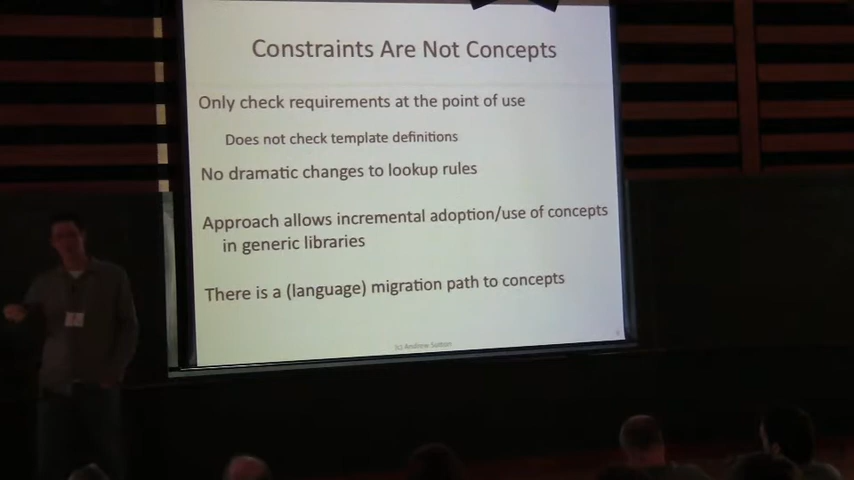 Constraints Are Not Concepts
Only check requirements at the point of use
Does not check template definitions
No dramatic changes to lookup rules
Approach allows incremental adoption/use of concepts
in generic libraries
There is a (language) migration path to concepts
(c) Andrew Sutton